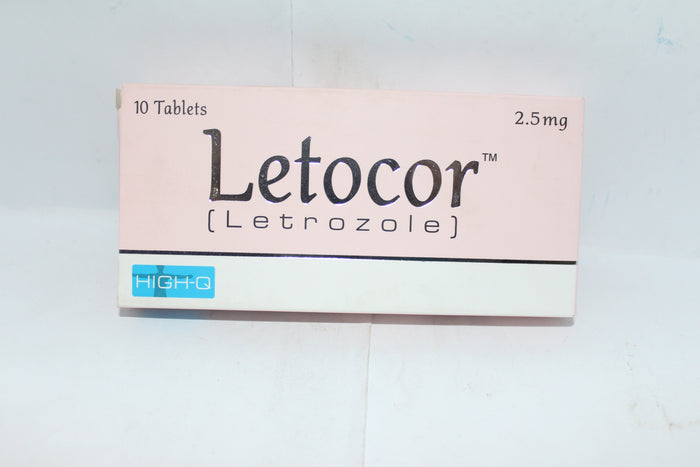 10 Tablets
2.5mg
Letocor™
[Letrozole]
HIGH-Q